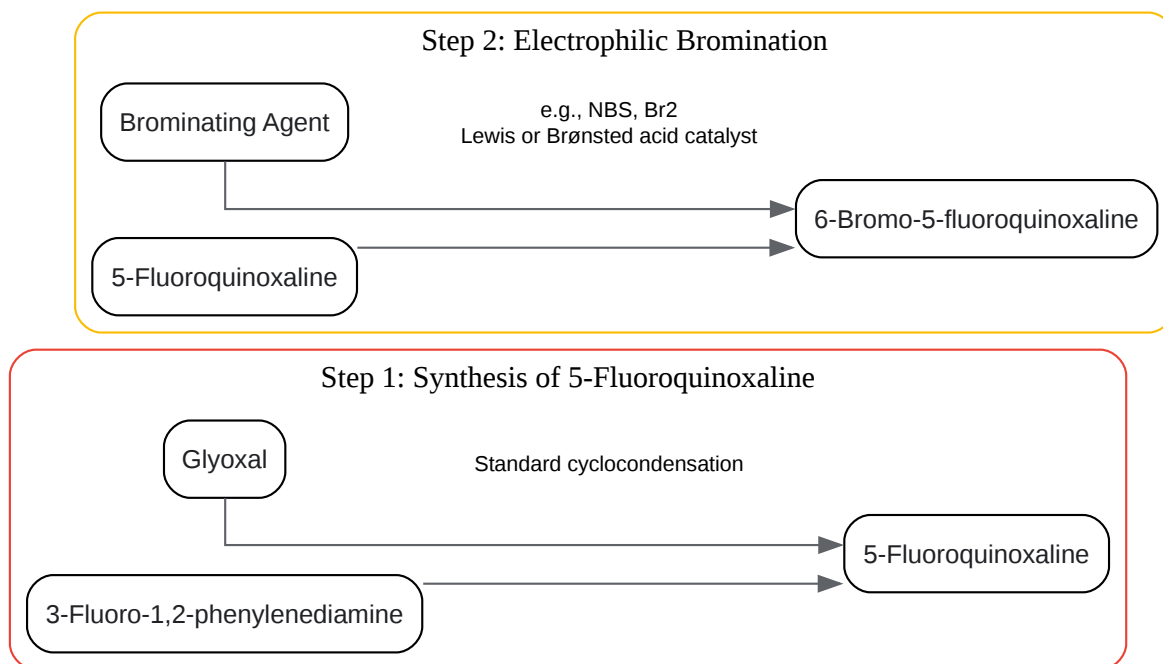 Step 2: Electrophilic Bromination
Brominating Agent
e.g., NBS, Br2
Lewis or Brønsted acid catalyst
6-Bromo-5-fluoroquinoxaline
5-Fluoroquinoxaline
Step 1: Synthesis of 5-Fluoroquinoxaline
Glyoxal
Standard cyclocondensation
5-Fluoroquinoxaline
3-Fluoro-1,2-phenylenediamine